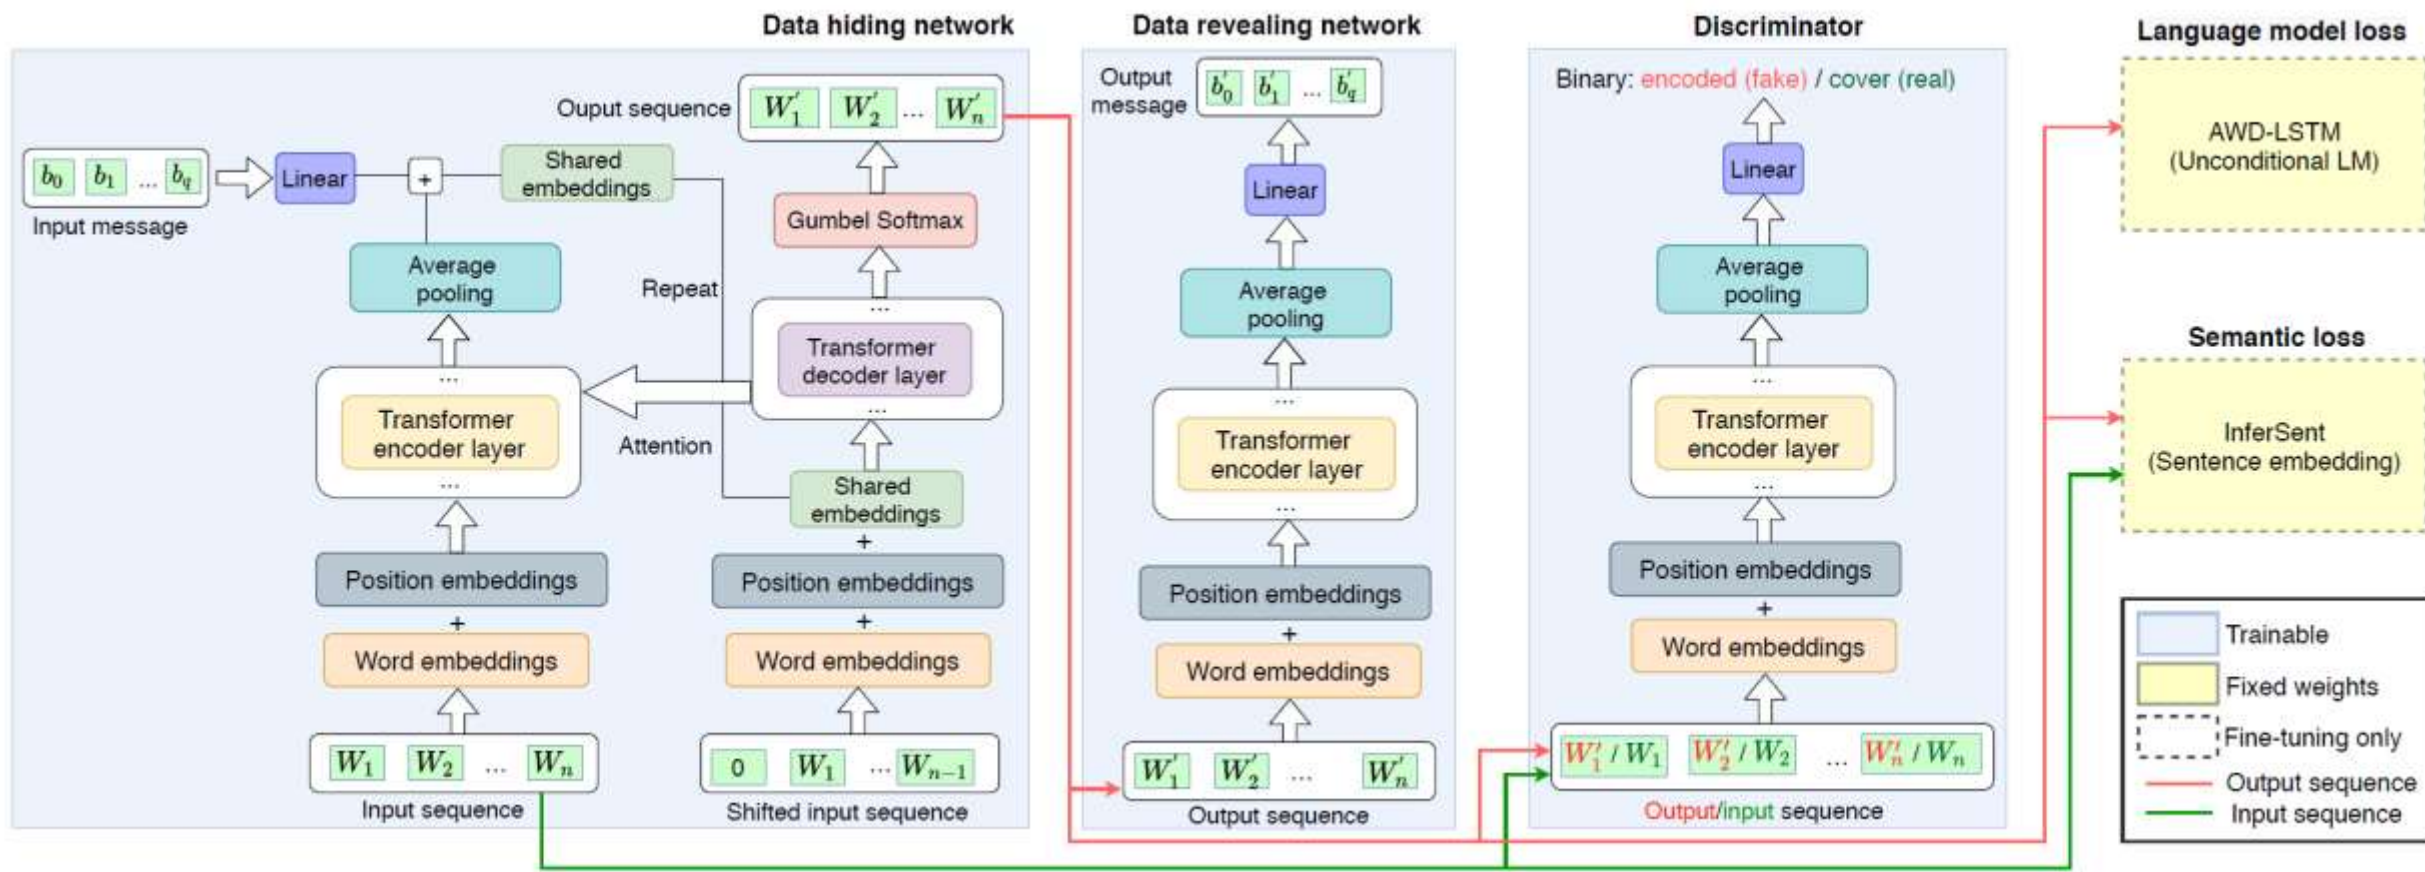 Data hiding network
Ouput sequence
W'₁ W'₂ ... W'ₙ
b₀ b₁ ... b_q
Input message
Linear
+
Shared
embeddings
Gumbel Softmax
Average
pooling
Repeat
...
Transformer
decoder layer
...
...
Transformer
encoder layer
...
Attention
Shared
embeddings
+
Position embeddings
Position embeddings
+
+
Word embeddings
Word embeddings
W₁ W₂ ... Wₙ
Input sequence
0 W₁ ... Wₙ₋₁
Shifted input sequence
Data revealing network
Output
message
b'₀ b'₁ ... b'_q
Linear
Average
pooling
...
Transformer
encoder layer
...
Position embeddings
+
Word embeddings
W'₁ W'₂ ... W'ₙ
Output sequence
Discriminator
Binary: encoded (fake) / cover (real)
Linear
Average
pooling
...
Transformer
encoder layer
...
Position embeddings
+
Word embeddings
W'₁ / W₁ W'₂ / W₂ ... W'ₙ / Wₙ
Output/input sequence
Language model loss
AWD-LSTM
(Unconditional LM)
Semantic loss
InferSent
(Sentence embedding)
Trainable
Fixed weights
Fine-tuning only
Output sequence
Input sequence